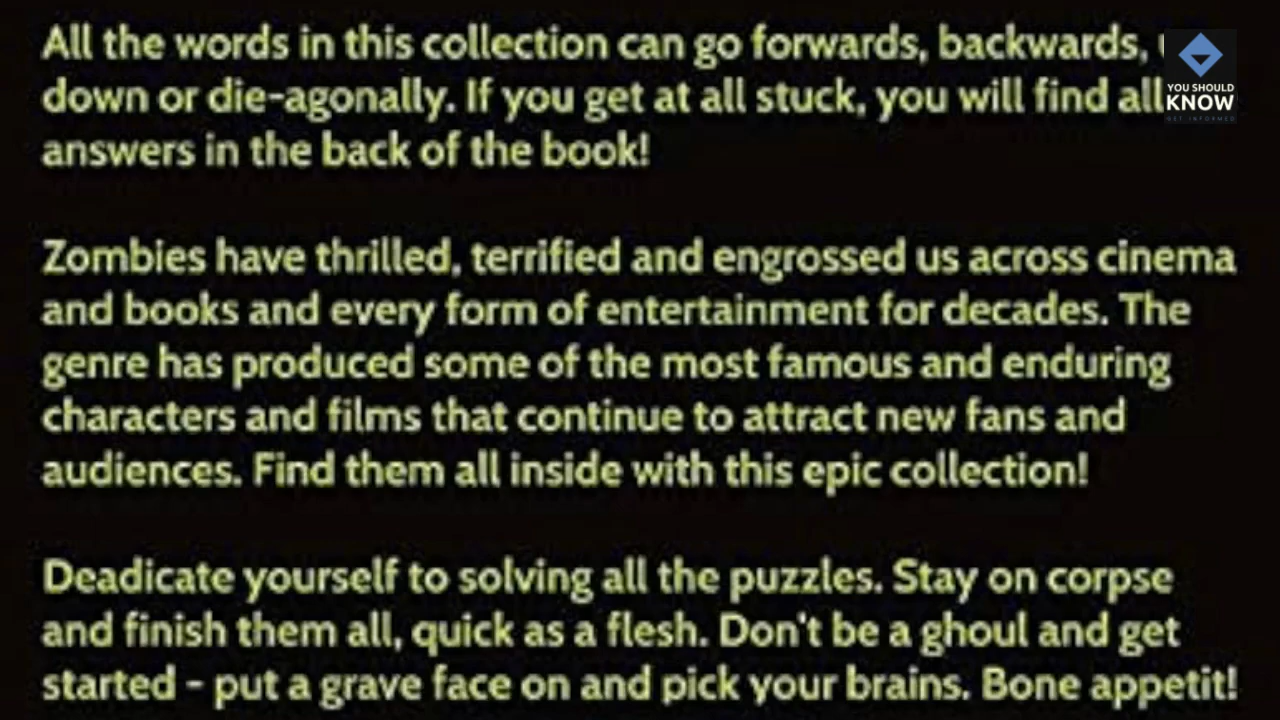 All the words in this collection can go forwards, backwards,
down or die-agonally. If you get at all stuck, you will find all
answers in the back of the book!
Zombies have thrilled, terrified and engrossed us across cinema
and books and every form of entertainment for decades. The
genre has produced some of the most famous and enduring
characters and films that continue to attract new fans and
audiences. Find them all inside with this epic collection!
Deadicate yourself to solving all the puzzles. Stay on corpse
and finish them all, quick as a flesh. Don't be a ghoul and get
started - put a grave face on and pick your brains. Bone appetit!
YOU SHOULD
KNOW
GET INFORMED